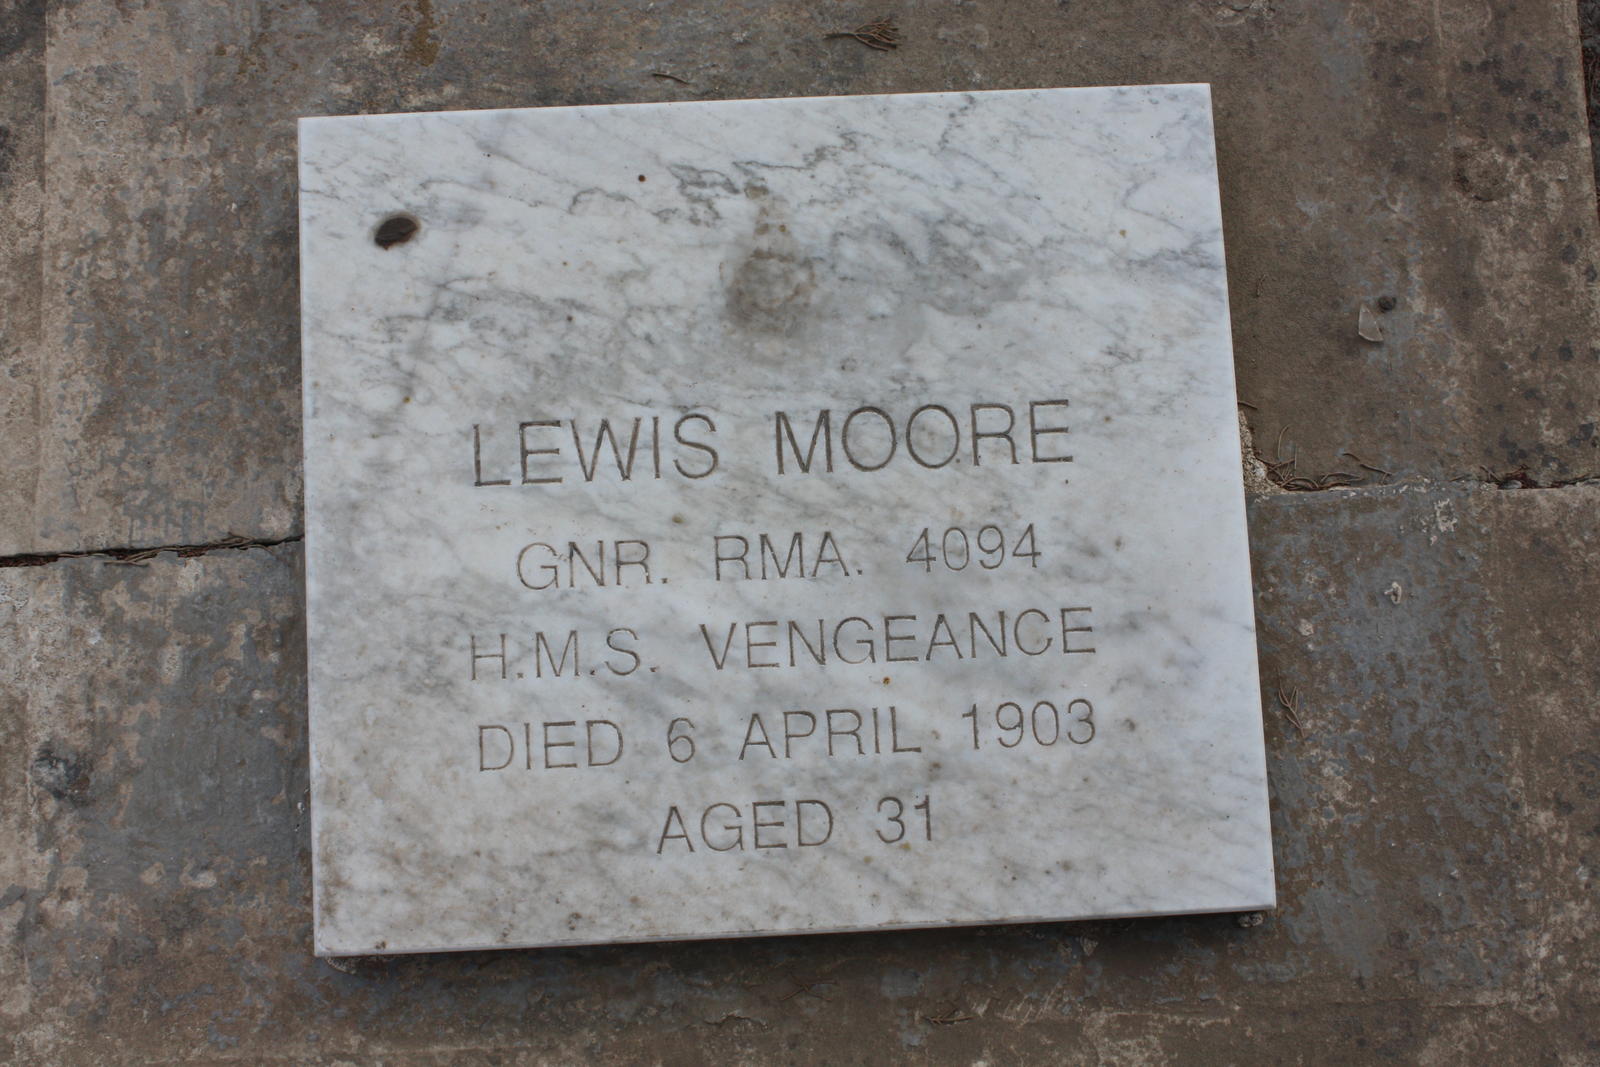 LEWIS MOORE
GNR. RMA. 4094
H.M.S. VENGEANCE
DIED 6 APRIL 1903
AGED 31